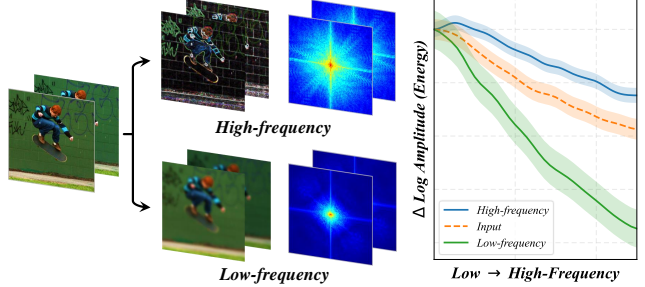 High-frequency
Low-frequency
Δ Log Amplitude (Energy)
High-frequency
Input
Low-frequency
Low → High-Frequency